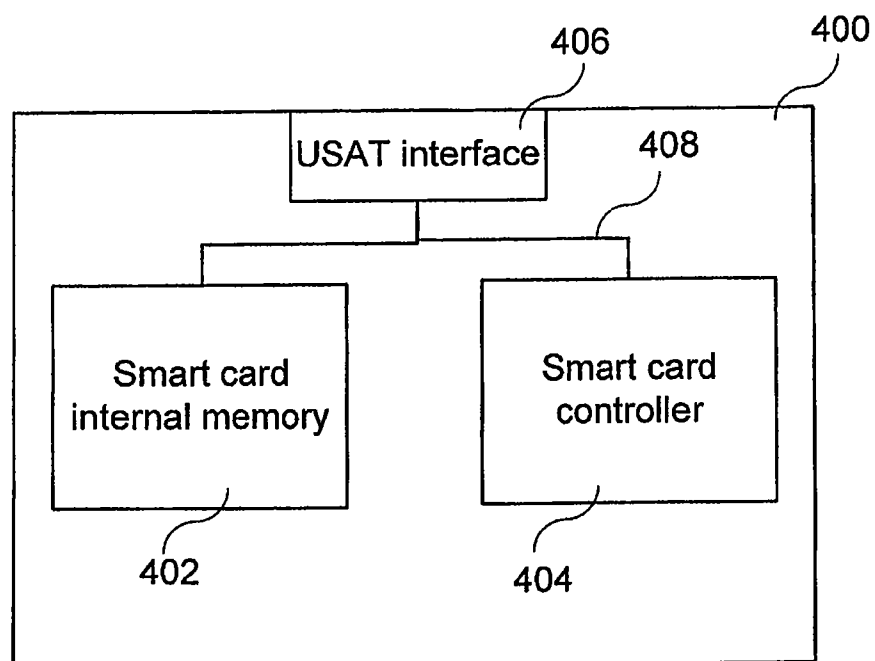 400
406
USAT interface
408
Smart card
internal memory
Smart card
controller
402
404